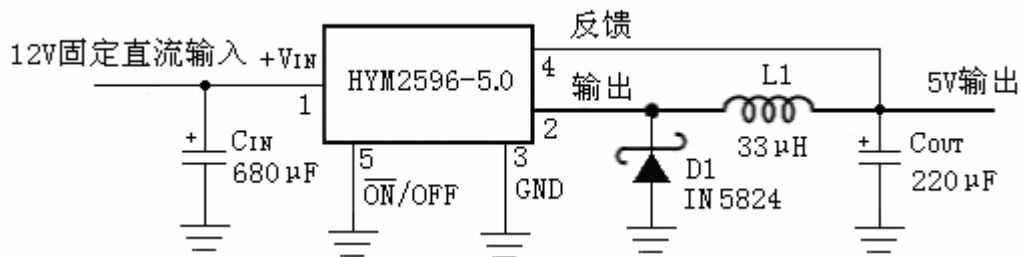 反馈
12V固定直流输入 +VIN
HYM2596-5.0
4
输出
L1
5V输出
1
2
33μH
+
CIN
680μF
5
ON/OFF
3
GND
D1
IN5824
+
COUT
220μF